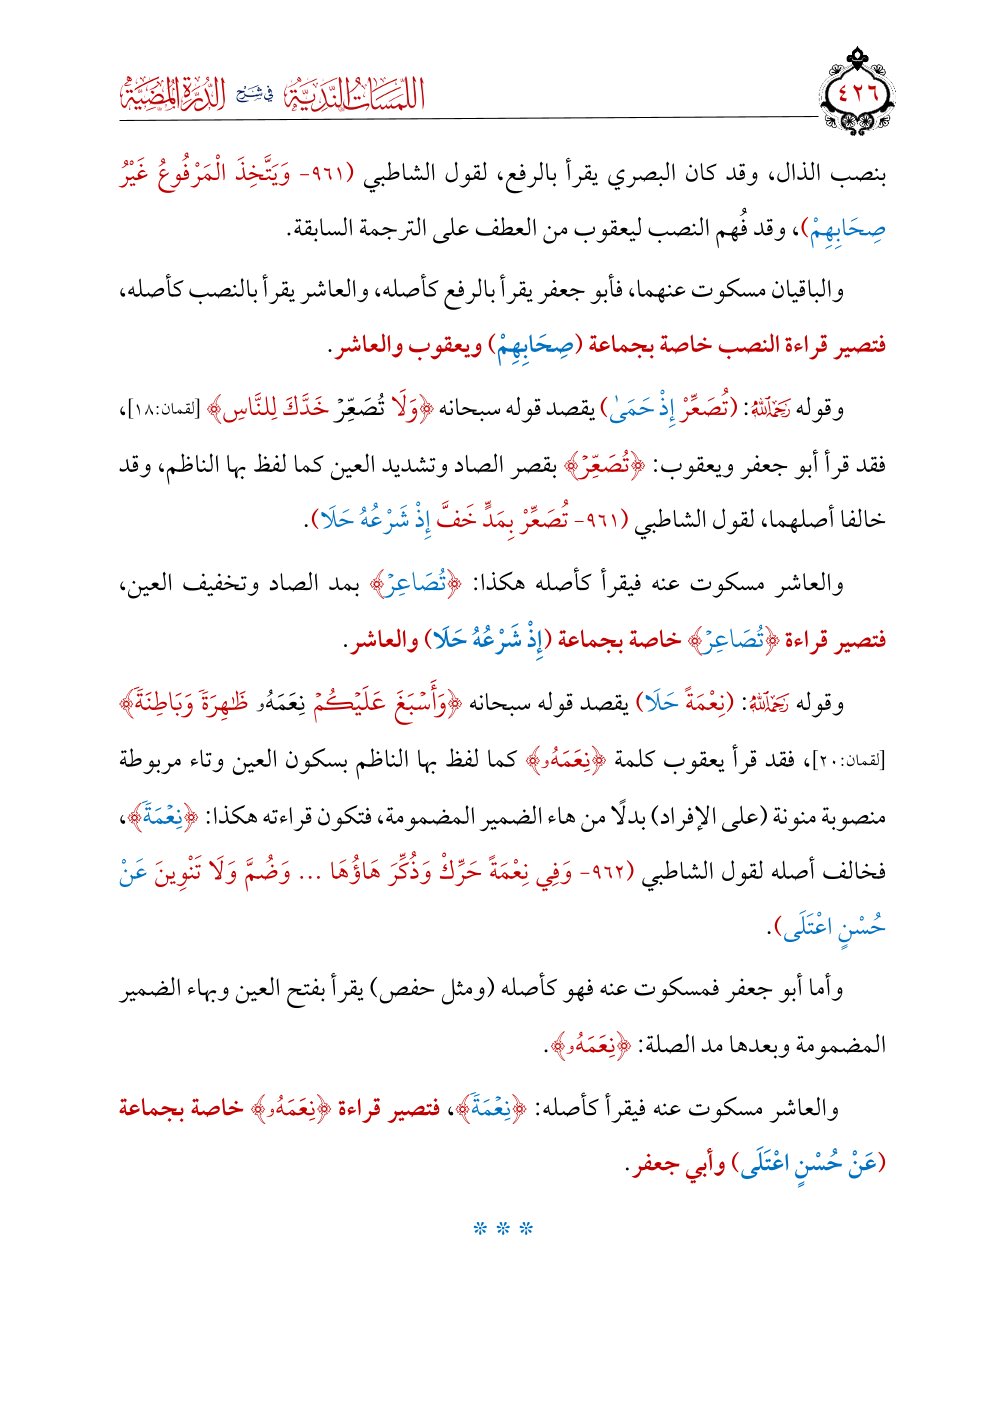 ٤٢٦
اللمسات الندية في شرح الدرة المضية
بنصب الذال، وقد كان البصري يقرأ بالرفع، لقول الشاطبي (٩٦١- وَيَتَّخِذَ الْمَرْفُوعُ غَيْرُ
صِحَابِهِمْ)، وقد فُهم النصب ليعقوب من العطف على الترجمة السابقة.
والباقيان مسكوت عنهما، فأبو جعفر يقرأ بالرفع كأصله، والعاشر يقرأ بالنصب كأصله،
فتصير قراءة النصب خاصة بجماعة (صِحَابِهِمْ) ويعقوب والعاشر.
وقوله رَحِمَهُ اللَّهُ: (تُصَعِّرْ إِذْ حَمَىٰ) يقصد قوله سبحانه ﴿وَلَا تُصَعِّرْ خَدَّكَ لِلنَّاسِ﴾ [لقمان:١٨]،
فقد قرأ أبو جعفر ويعقوب: ﴿تُصَعِّرْ﴾ بقصر الصاد وتشديد العين كما لفظ بها الناظم، وقد
خالفا أصلهما، لقول الشاطبي (٩٦١- تُصَعِّرْ بِمَدٍّ خَفَّ إِذْ شَرْعُهُ حَلَا).
والعاشر مسكوت عنه فيقرأ كأصله هكذا: ﴿تُصَاعِرْ﴾ بمد الصاد وتخفيف العين،
فتصير قراءة ﴿تُصَاعِرْ﴾ خاصة بجماعة (إِذْ شَرْعُهُ حَلَا) والعاشر.
وقوله رَحِمَهُ اللَّهُ: (نِعْمَةً حَلَا) يقصد قوله سبحانه ﴿وَأَسْبَغَ عَلَيْكُمْ نِعَمَهُۥ ظَٰهِرَةً وَبَاطِنَةً﴾
[لقمان:٢٠]، فقد قرأ يعقوب كلمة ﴿نِعَمَهُۥ﴾ كما لفظ بها الناظم بسكون العين وتاء مربوطة
منصوبة منونة (على الإفراد) بدلًا من هاء الضمير المضمومة، فتكون قراءته هكذا: ﴿نِعْمَةً﴾،
فخالف أصله لقول الشاطبي (٩٦٢- وَفِي نِعْمَةً حَرِّكْ وَذُكِّرَ هَاؤُهَا ... وَضُمَّ وَلَا تَنْوِينَ عَنْ
حُسْنٍ اعْتَلَى).
وأما أبو جعفر فمسكوت عنه فهو كأصله (ومثل حفص) يقرأ بفتح العين وبهاء الضمير
المضمومة وبعدها مد الصلة: ﴿نِعَمَهُۥ﴾.
والعاشر مسكوت عنه فيقرأ كأصله: ﴿نِعْمَةً﴾، فتصير قراءة ﴿نِعَمَهُۥ﴾ خاصة بجماعة
(عَنْ حُسْنٍ اعْتَلَى) وأبي جعفر.
* * *